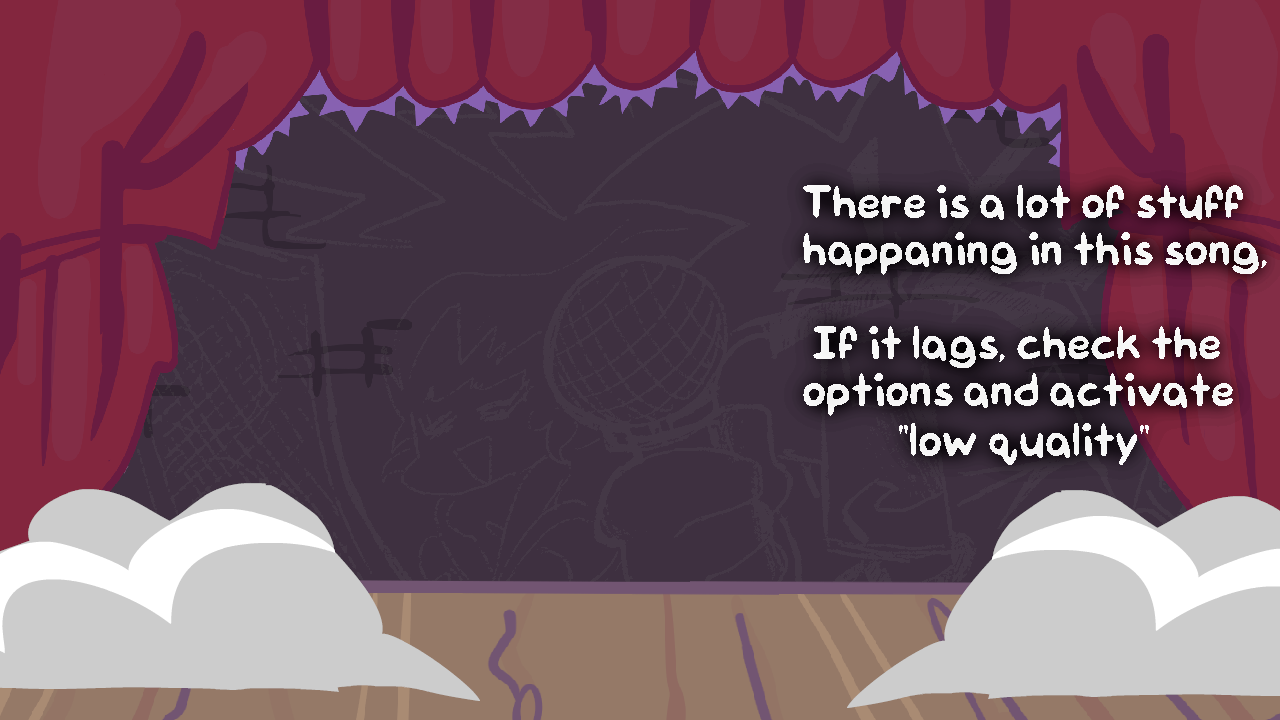 There is a lot of stuff
happaning in this song,
If it lags, check the
options and activate
"low quality"